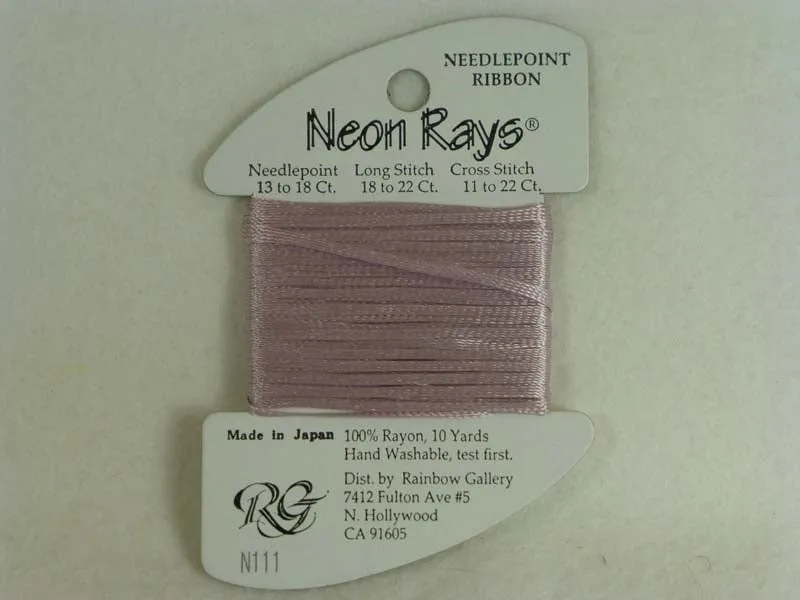 NEEDLEPOINT
RIBBON
Neon Rays®
Needlepoint Long Stitch Cross Stitch
13 to 18 Ct. 18 to 22 Ct. 11 to 22 Ct.
Made in Japan 100% Rayon, 10 Yards
Hand Washable, test first.
Dist. by Rainbow Gallery
7412 Fulton Ave #5
N. Hollywood
CA 91605
RG
N111